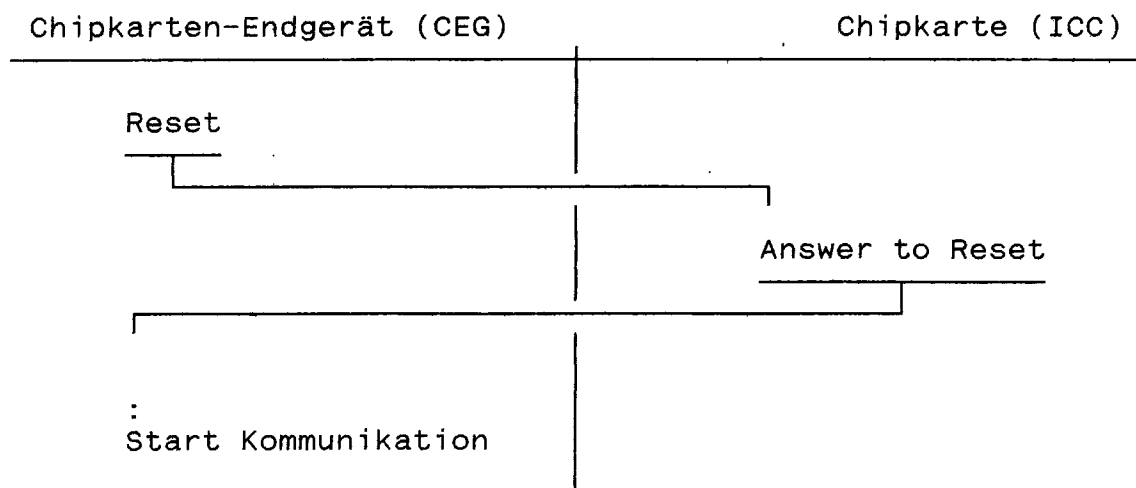 Chipkarten-Endgerät (CEG) Chipkarte (ICC)
Reset
Answer to Reset
:
Start Kommunikation